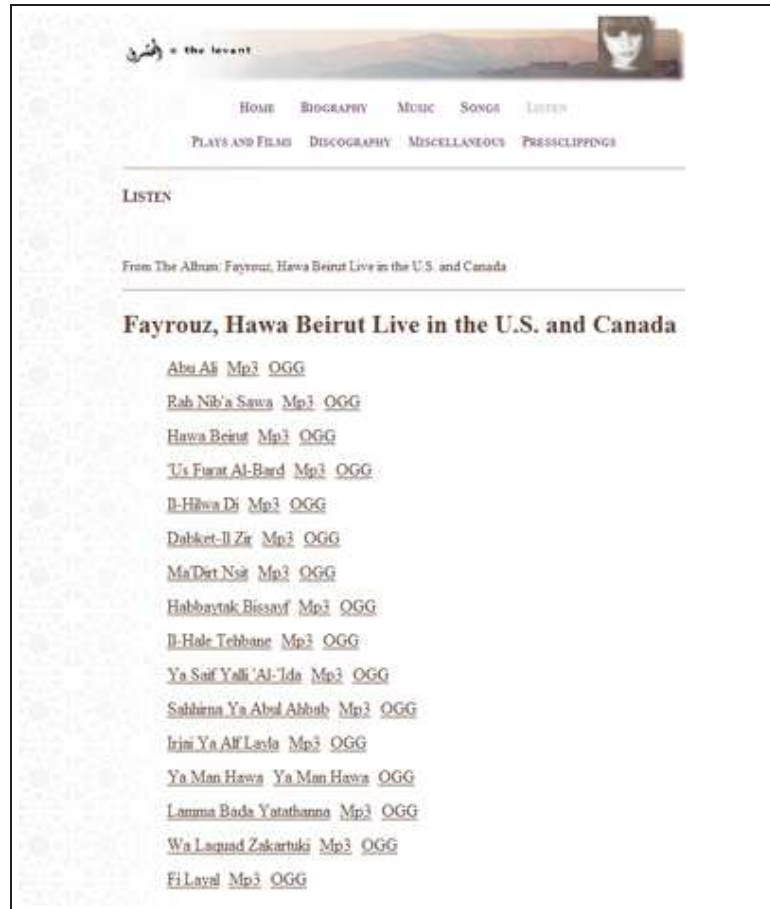 المشرق = the levant
HOME BIOGRAPHY MUSIC SONGS LISTEN
PLAYS AND FILMS DISCOGRAPHY MISCELLANEOUS PRESSCLIPPINGS
LISTEN
From The Album: Fayrouz, Hawa Beirut Live in the U.S. and Canada
Fayrouz, Hawa Beirut Live in the U.S. and Canada
Abu Ali Mp3 OGG
Rah Nib'a Sawa Mp3 OGG
Hawa Beirut Mp3 OGG
'Us Furat Al-Bard Mp3 OGG
Il-Hilwa Di Mp3 OGG
Dabket-Il Zir Mp3 OGG
Ma'Dirt Nsit Mp3 OGG
Habbaytak Bissayf Mp3 OGG
Il-Hale Tehbane Mp3 OGG
Ya Saif Yalli 'Al-'Ida Mp3 OGG
Sahhirna Ya Abul Ahbab Mp3 OGG
Irjai Ya Alf Layla Mp3 OGG
Ya Man Hawa Ya Man Hawa OGG
Lamma Bada Yatathanna Mp3 OGG
Wa Laquad Zakartuki Mp3 OGG
Fi Layal Mp3 OGG